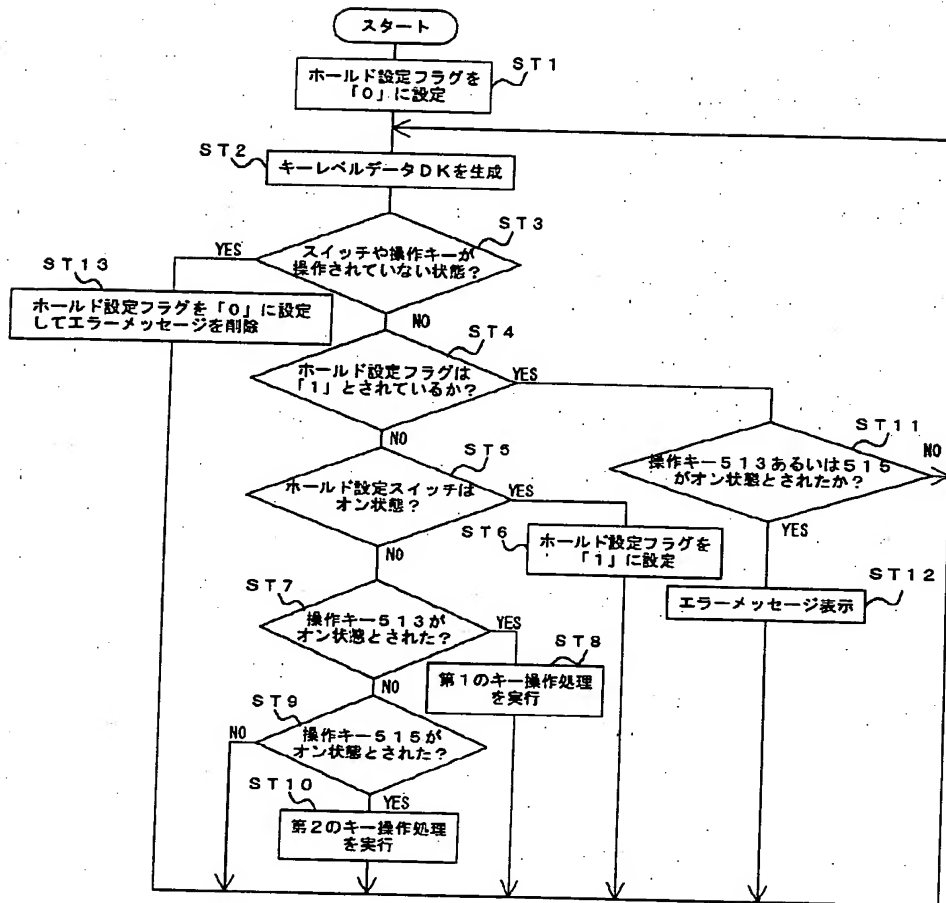 スタート
ST1
ホールド設定フラグを
「0」に設定
ST2
キーレベルデータDKを生成
ST3
スイッチや操作キーが
操作されていない状態?
YES
NO
ST13
ホールド設定フラグを「0」に設定
してエラーメッセージを削除
ST4
ホールド設定フラグは
「1」とされているか?
YES
NO
ST11
操作キー513あるいは515
がオン状態とされたか?
NO
YES
ST5
ホールド設定スイッチは
オン状態?
YES
NO
ST6
ホールド設定フラグを
「1」に設定
ST12
エラーメッセージ表示
ST7
操作キー513が
オン状態とされた?
YES
NO
ST8
第1のキー操作処理
を実行
ST9
操作キー515が
オン状態とされた?
NO
YES
ST10
第2のキー操作処理
を実行